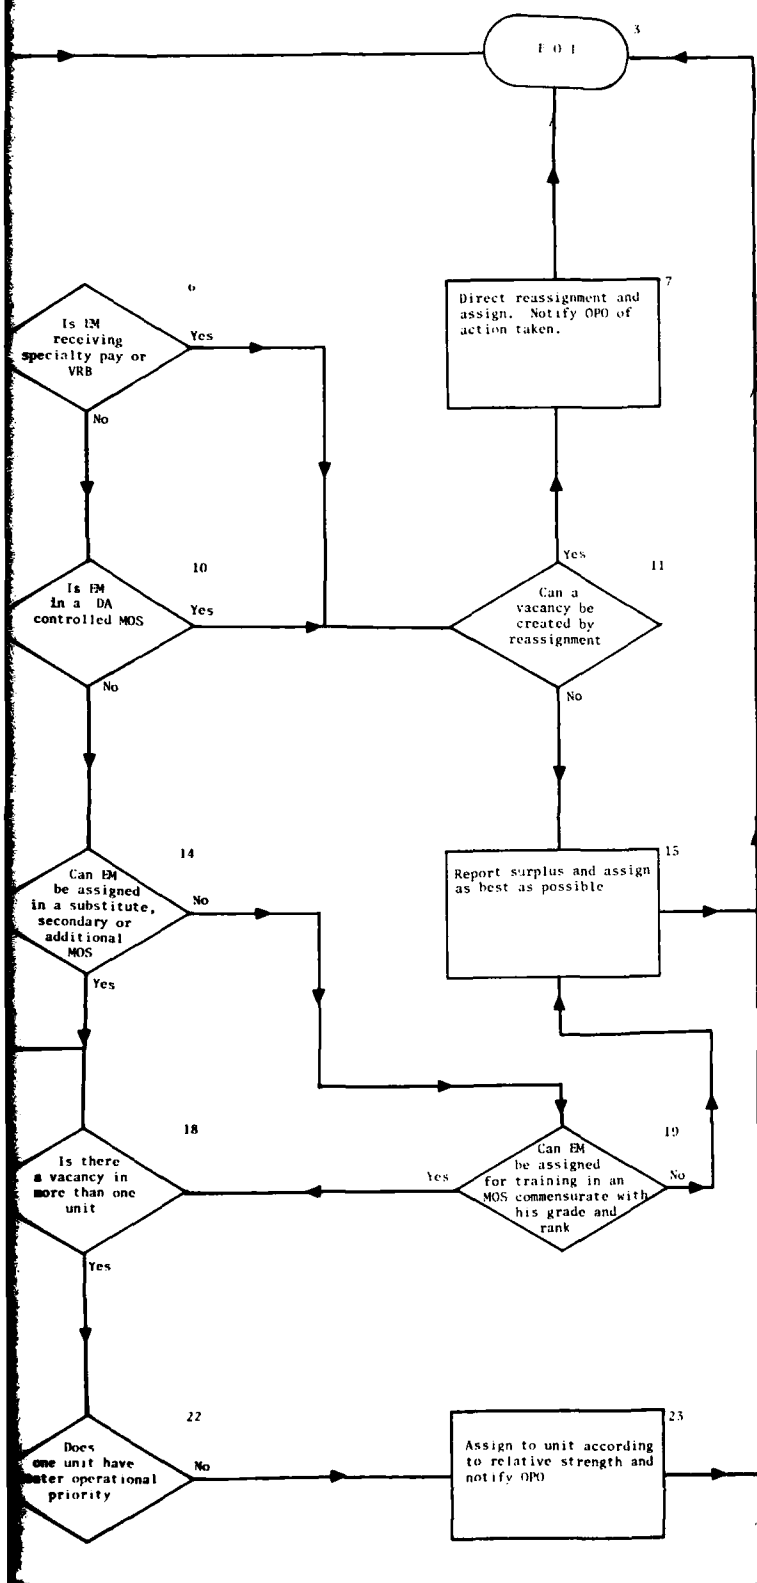 3
6
Is EM
receiving
specialty pay or
VRB
Yes
No
7
Direct reassignment and
assign. Notify OPO of
action taken.
10
Is EM
in a DA
controlled MOS
Yes
No
11
Yes
Can a
vacancy be
created by
reassignment
No
14
Can EM
be assigned
in a substitute,
secondary or
additional
MOS
No
Yes
15
Report surplus and assign
as best as possible
18
Is there
a vacancy in
more than one
unit
Yes
19
Can EM
be assigned
for training in an
MOS commensurate with
his grade and
rank
Yes
No
22
Does
one unit have
operational
priority
No
23
Assign to unit according
to relative strength and
notify OPO